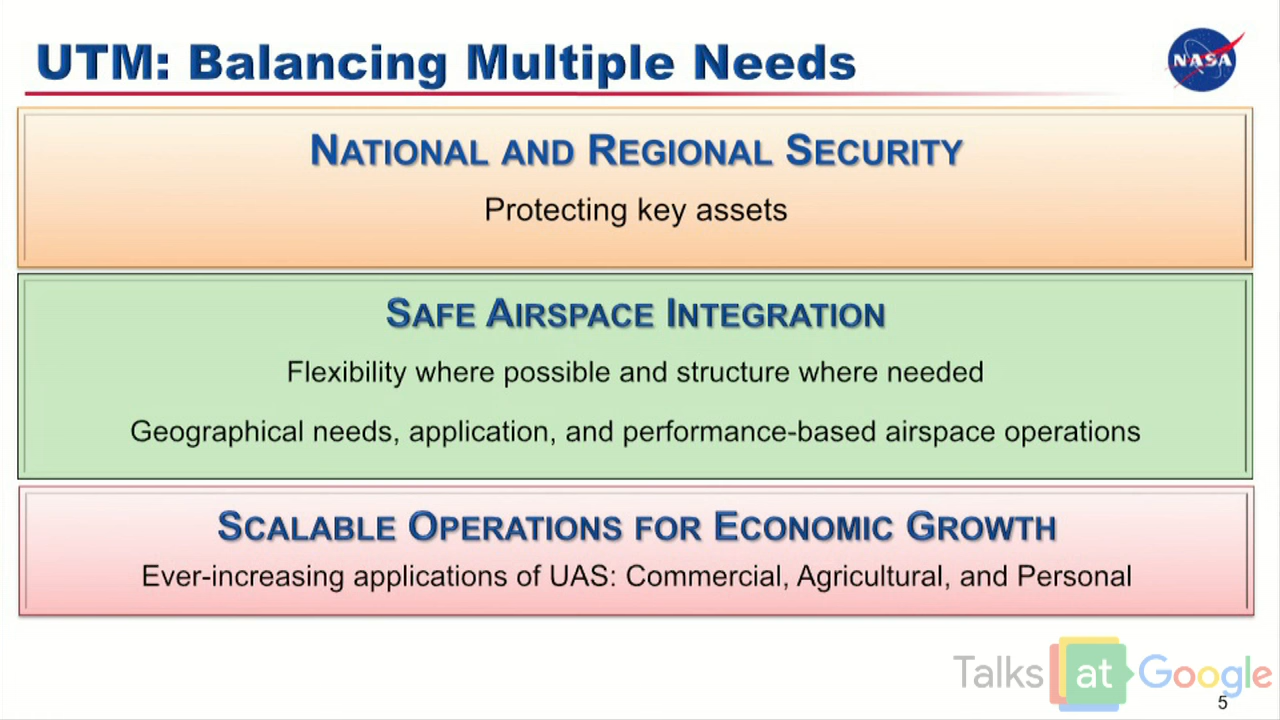 UTM: Balancing Multiple Needs
NASA
NATIONAL AND REGIONAL SECURITY
Protecting key assets
SAFE AIRSPACE INTEGRATION
Flexibility where possible and structure where needed
Geographical needs, application, and performance-based airspace operations
SCALABLE OPERATIONS FOR ECONOMIC GROWTH
Ever-increasing applications of UAS: Commercial, Agricultural, and Personal
Talks at Google
5